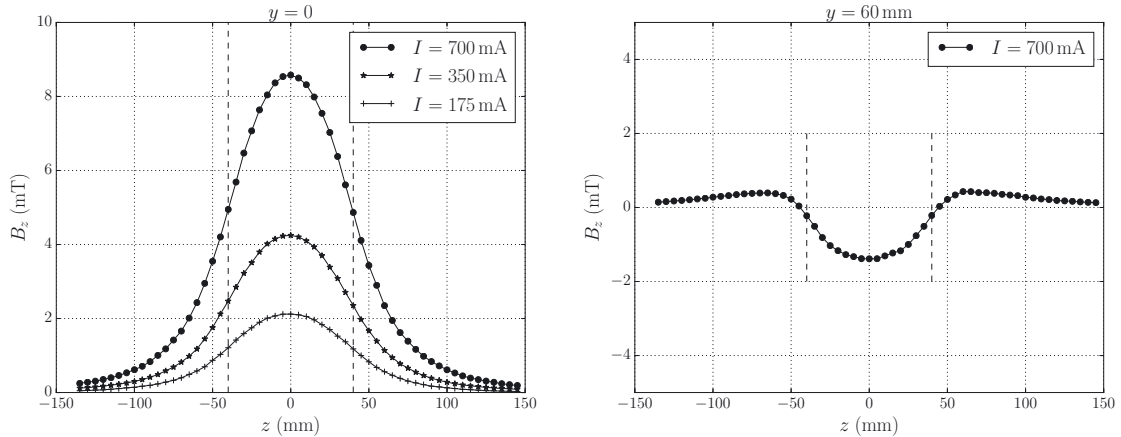 y = 0
10
8
6
4
2
0
B_z (mT)
I = 700 mA
I = 350 mA
I = 175 mA
−150 −100 −50 0 50 100 150
z (mm)
y = 60 mm
4
2
0
−2
−4
B_z (mT)
I = 700 mA
−150 −100 −50 0 50 100 150
z (mm)